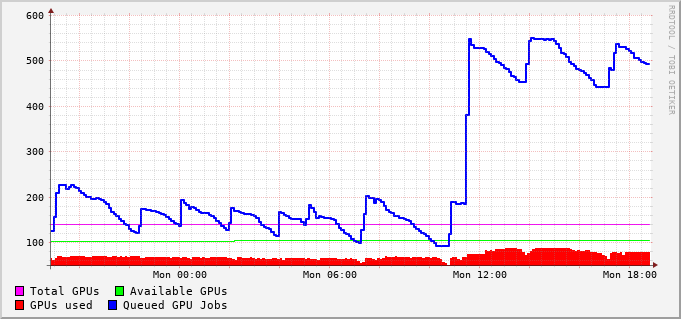 600
500
400
300
200
100
Mon 00:00 Mon 06:00 Mon 12:00 Mon 18:00
Total GPUs Available GPUs
GPUs used Queued GPU Jobs
RRDTOOL / TOBI OETIKER